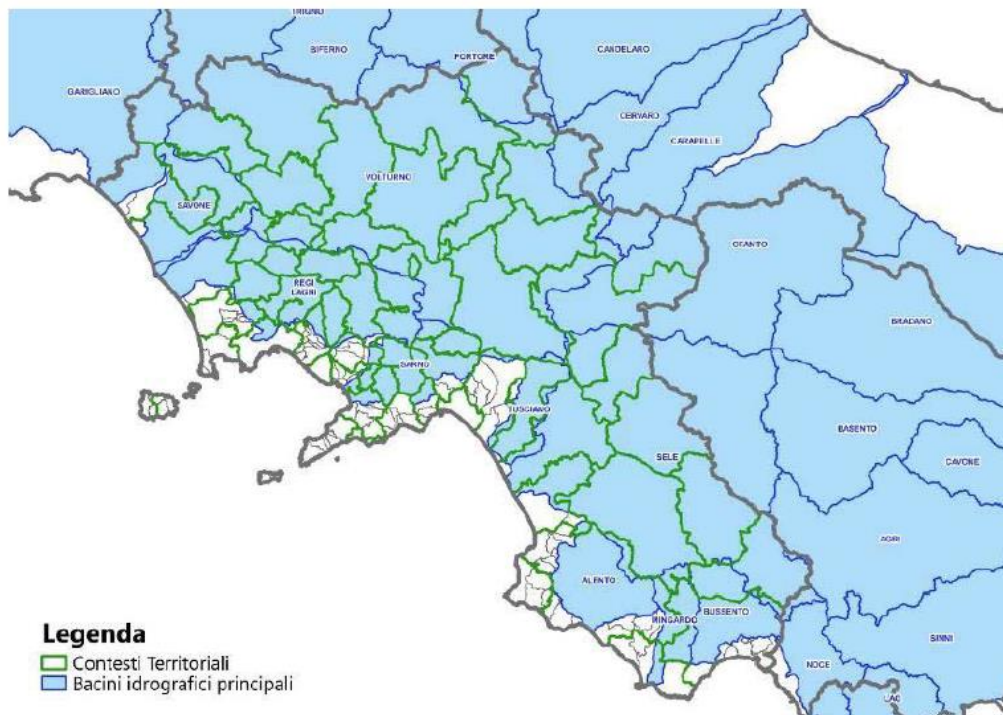 TRIGNO
BIFERNO
FORTORE
CANDELARO
GARIGLIANO
CERVARO
CARAPELLE
VOLTURNO
SAVONE
OFANTO
REGI
LAGNI
BRADANO
SARNO
TUSCIANO
BASENTO
SELE
CAVONE
AGRI
ALENTO
BUSSENTO
MINGARDO
SINNI
NOCE
LAO
Legenda
Contesti Territoriali
Bacini idrografici principali